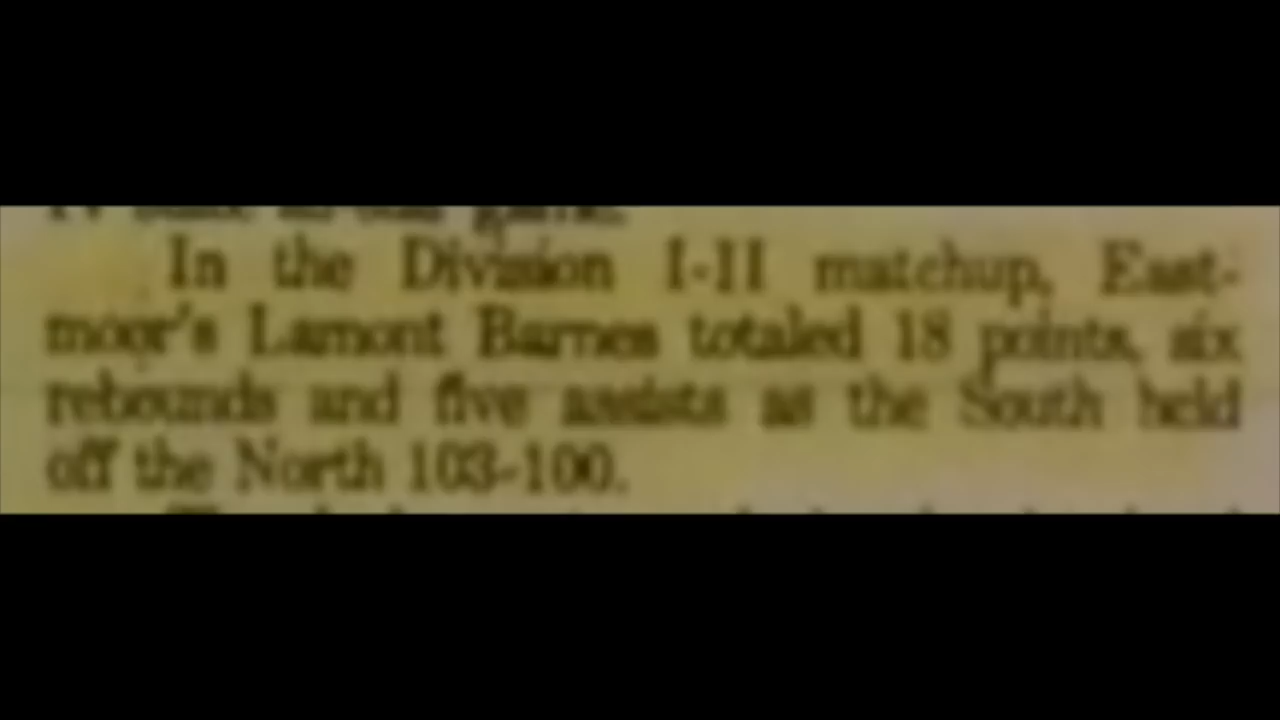 In the Division I-II matchup, East-
moor's Lamont Barnes totaled 18 points, six
rebounds and five assists as the South held
off the North 103-100.